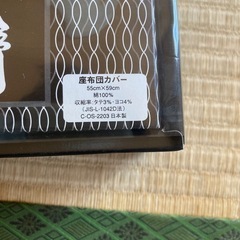 座布団カバー
55cm×59cm
綿100%
収縮率:タテ3%・ヨコ4%
(JIS-L-1042D法)
C-OS-2203 日本製